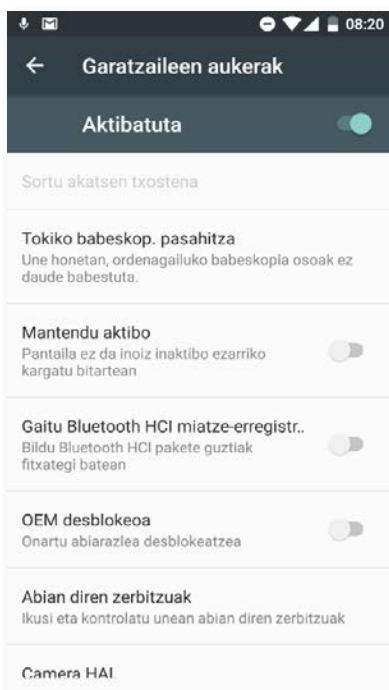 08:20
Garatzaileen aukerak
Aktibatuta
Sortu akatsen txostena
Tokiko babeskop. pasahitza
Une honetan, ordenagailuko babeskopia osoak ez
daude babestuta.
Mantendu aktibo
Pantaila ez da inoiz inaktibo ezarriko
kargatu bitartean
Gaitu Bluetooth HCI miatze-erregistr..
Bildu Bluetooth HCI pakete guztiak
fitxategi batean
OEM desblokeoa
Onartu abiarazlea desblokeatzea
Abian diren zerbitzuak
Ikusi eta kontrolatu unean abian diren zerbitzuak
Camera HAL